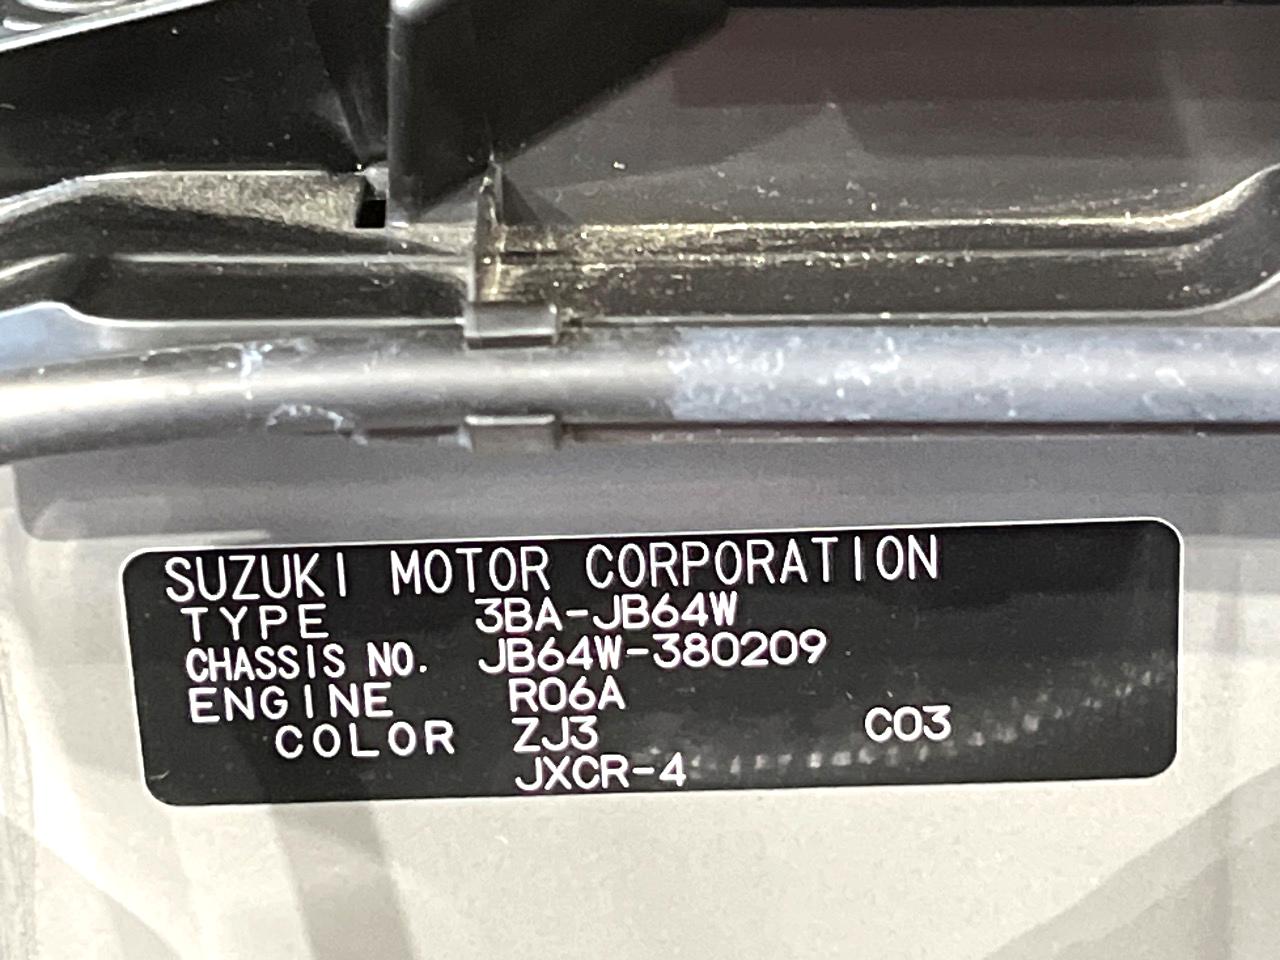 SUZUKI MOTOR CORPORATION
TYPE 3BA-JB64W
CHASSIS NO. JB64W-380209
ENGINE R06A
COLOR ZJ3 C03
JXCR-4